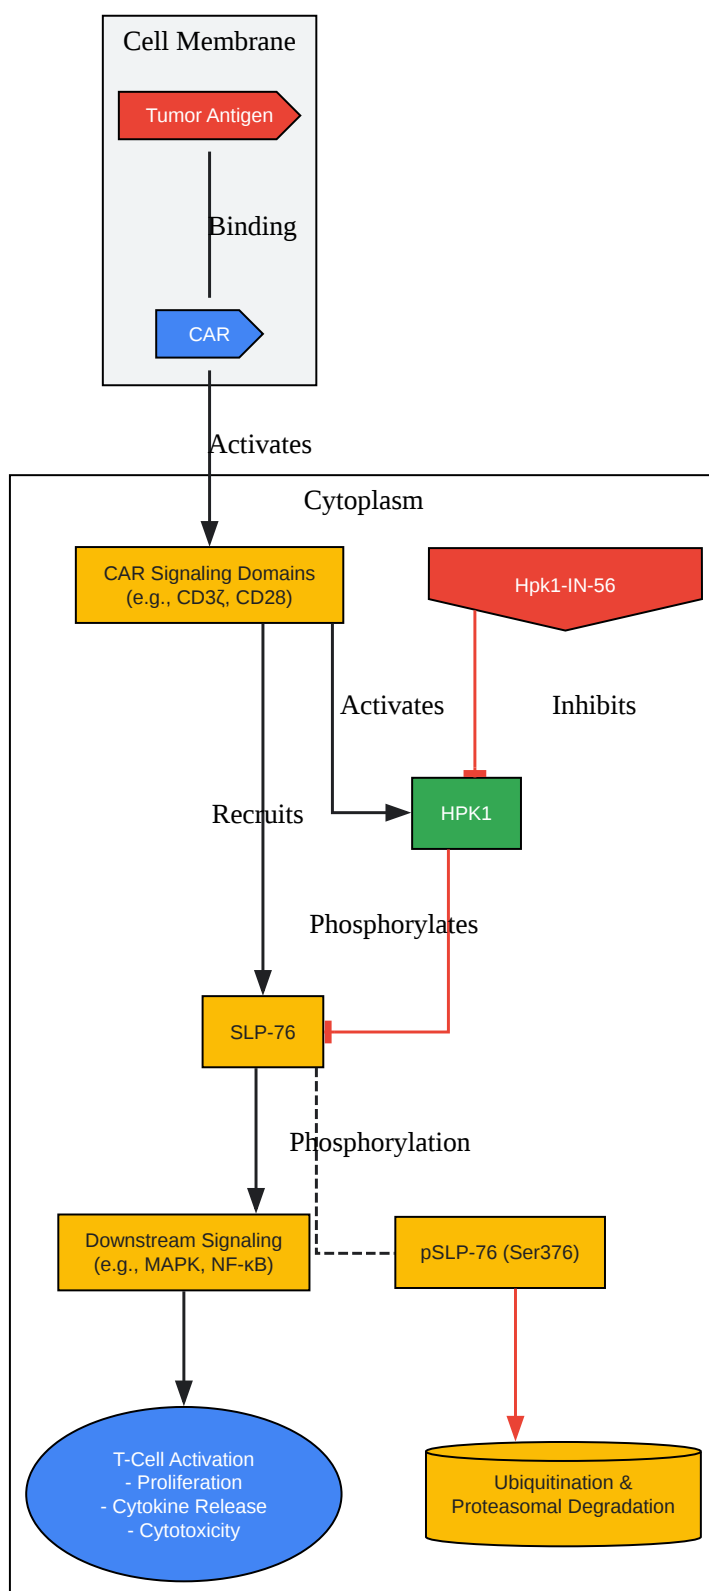 Cell Membrane
Tumor Antigen
Binding
CAR
Activates
Cytoplasm
CAR Signaling Domains
(e.g., CD3ζ, CD28)
Hpk1-IN-56
Activates
Inhibits
Recruits
HPK1
Phosphorylates
SLP-76
Phosphorylation
Downstream Signaling
(e.g., MAPK, NF-κB)
pSLP-76 (Ser376)
T-Cell Activation
- Proliferation
- Cytokine Release
- Cytotoxicity
Ubiquitination &
Proteasomal Degradation